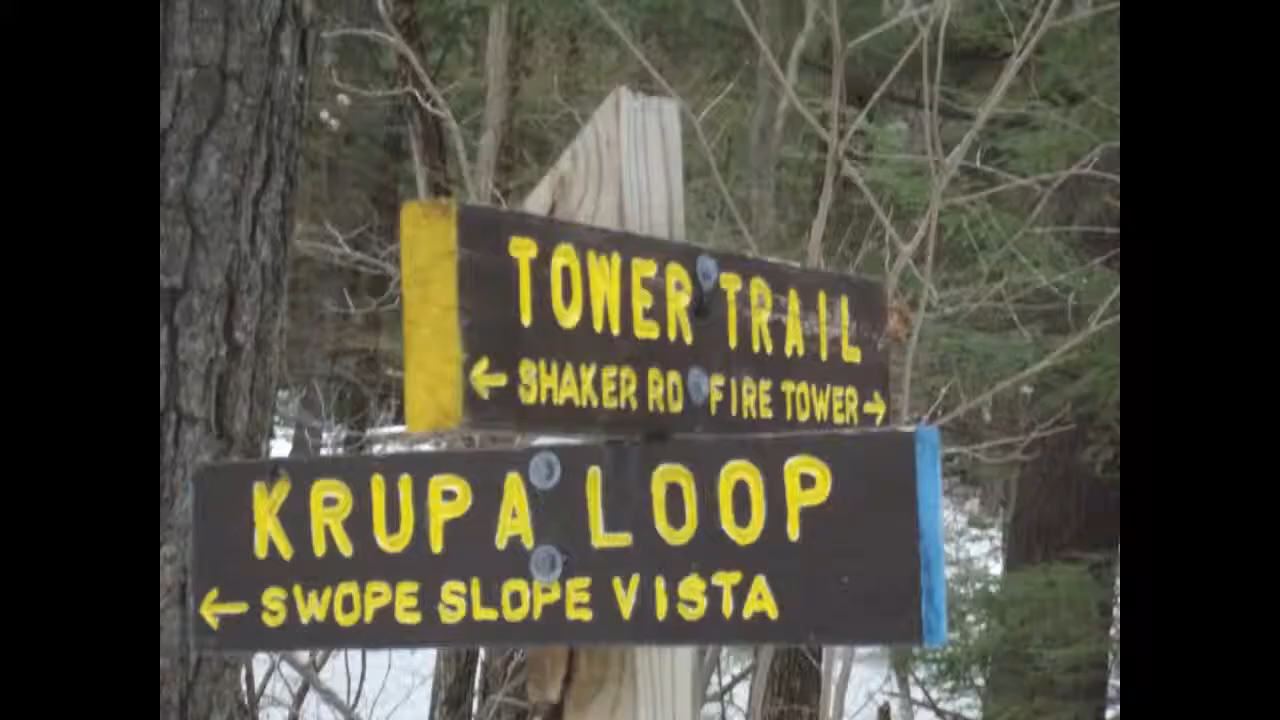 TOWER TRAIL
← SHAKER RD FIRE TOWER →
KRUPA LOOP
← SWOPE SLOPE VISTA